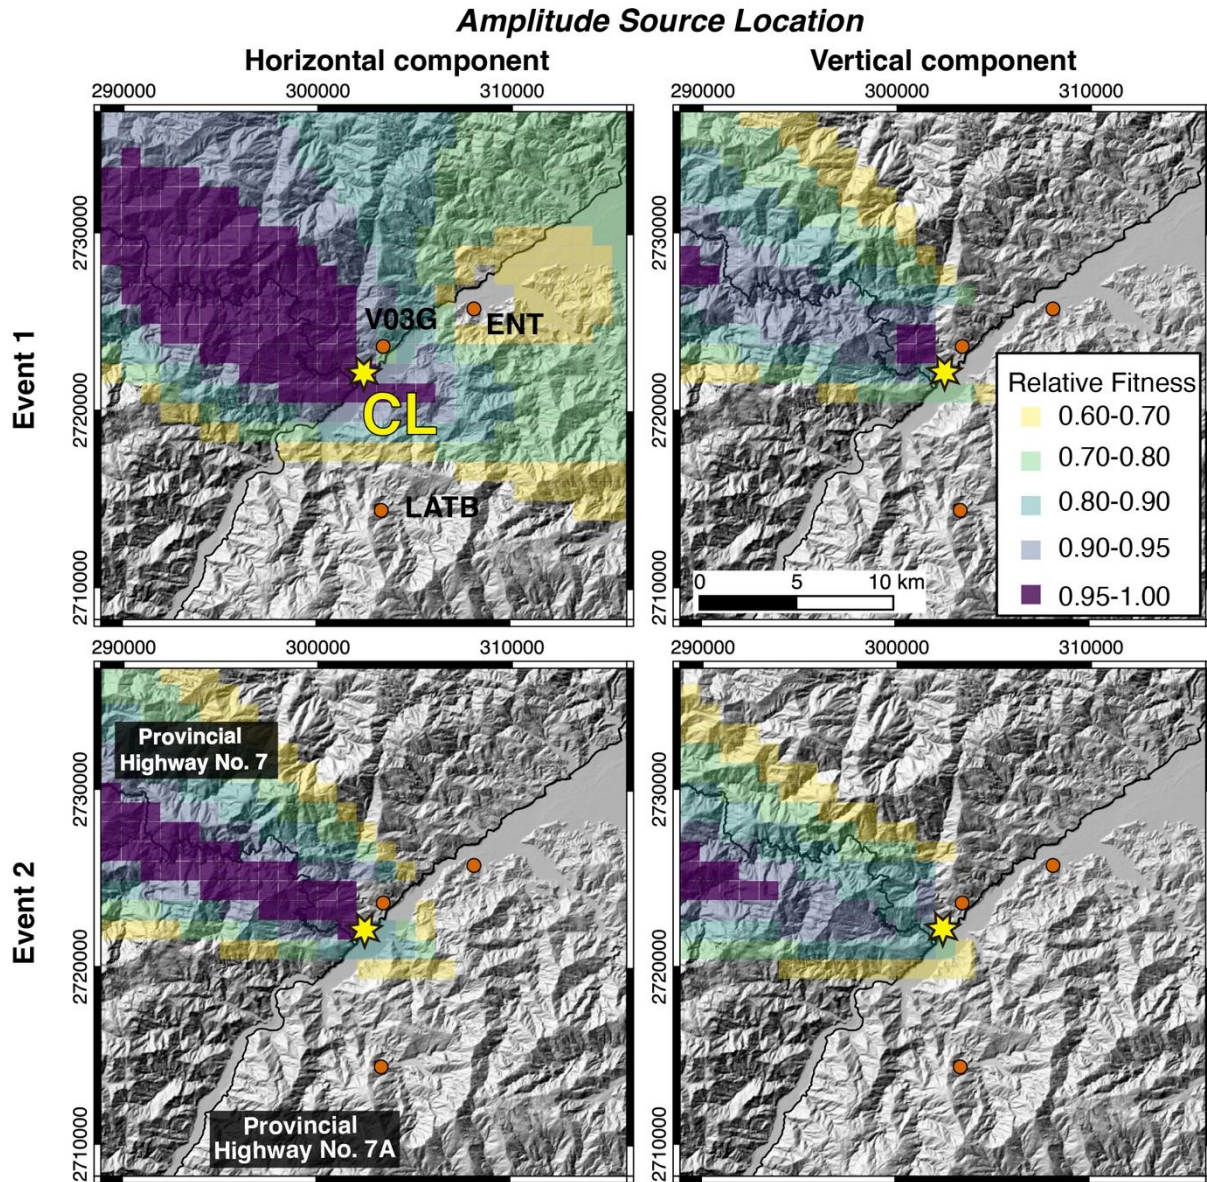 Amplitude Source Location
Horizontal component
Vertical component
290000 300000 310000
290000 300000 310000
Event 1
2730000
2720000
2710000
V03G
ENT
CL
LATB
2730000
2720000
2710000
0 5 10 km
Relative Fitness
0.60-0.70
0.70-0.80
0.80-0.90
0.90-0.95
0.95-1.00
290000 300000 310000
290000 300000 310000
Event 2
2730000
2720000
2710000
Provincial
Highway No. 7
Provincial
Highway No. 7A
2730000
2720000
2710000